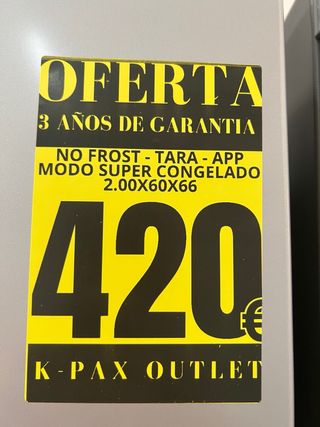 OFERTA
3 AÑOS DE GARANTIA
NO FROST - TARA - APP
MODO SUPER CONGELADO
2.00X60X66
420€
K-PAX OUTLET